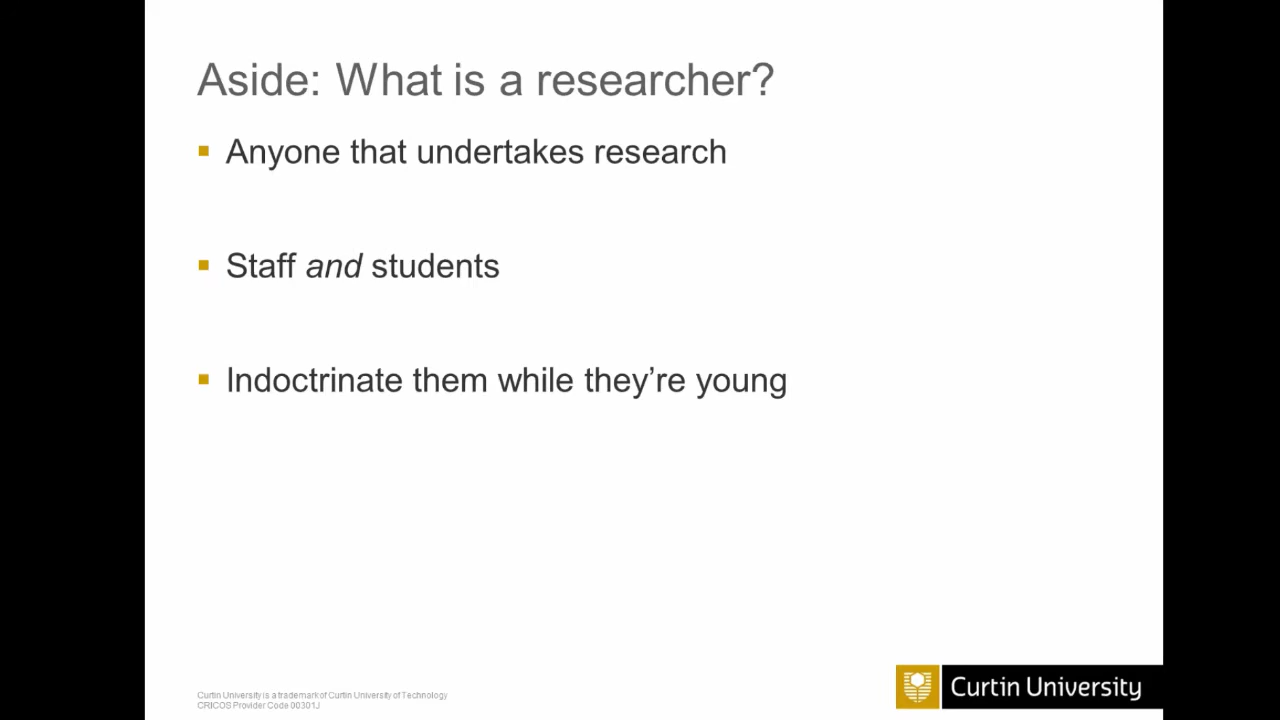 Aside: What is a researcher?
Anyone that undertakes research
Staff and students
Indoctrinate them while they’re young
Curtin University is a trademark of Curtin University of Technology
CRICOS Provider Code 00301J
Curtin University